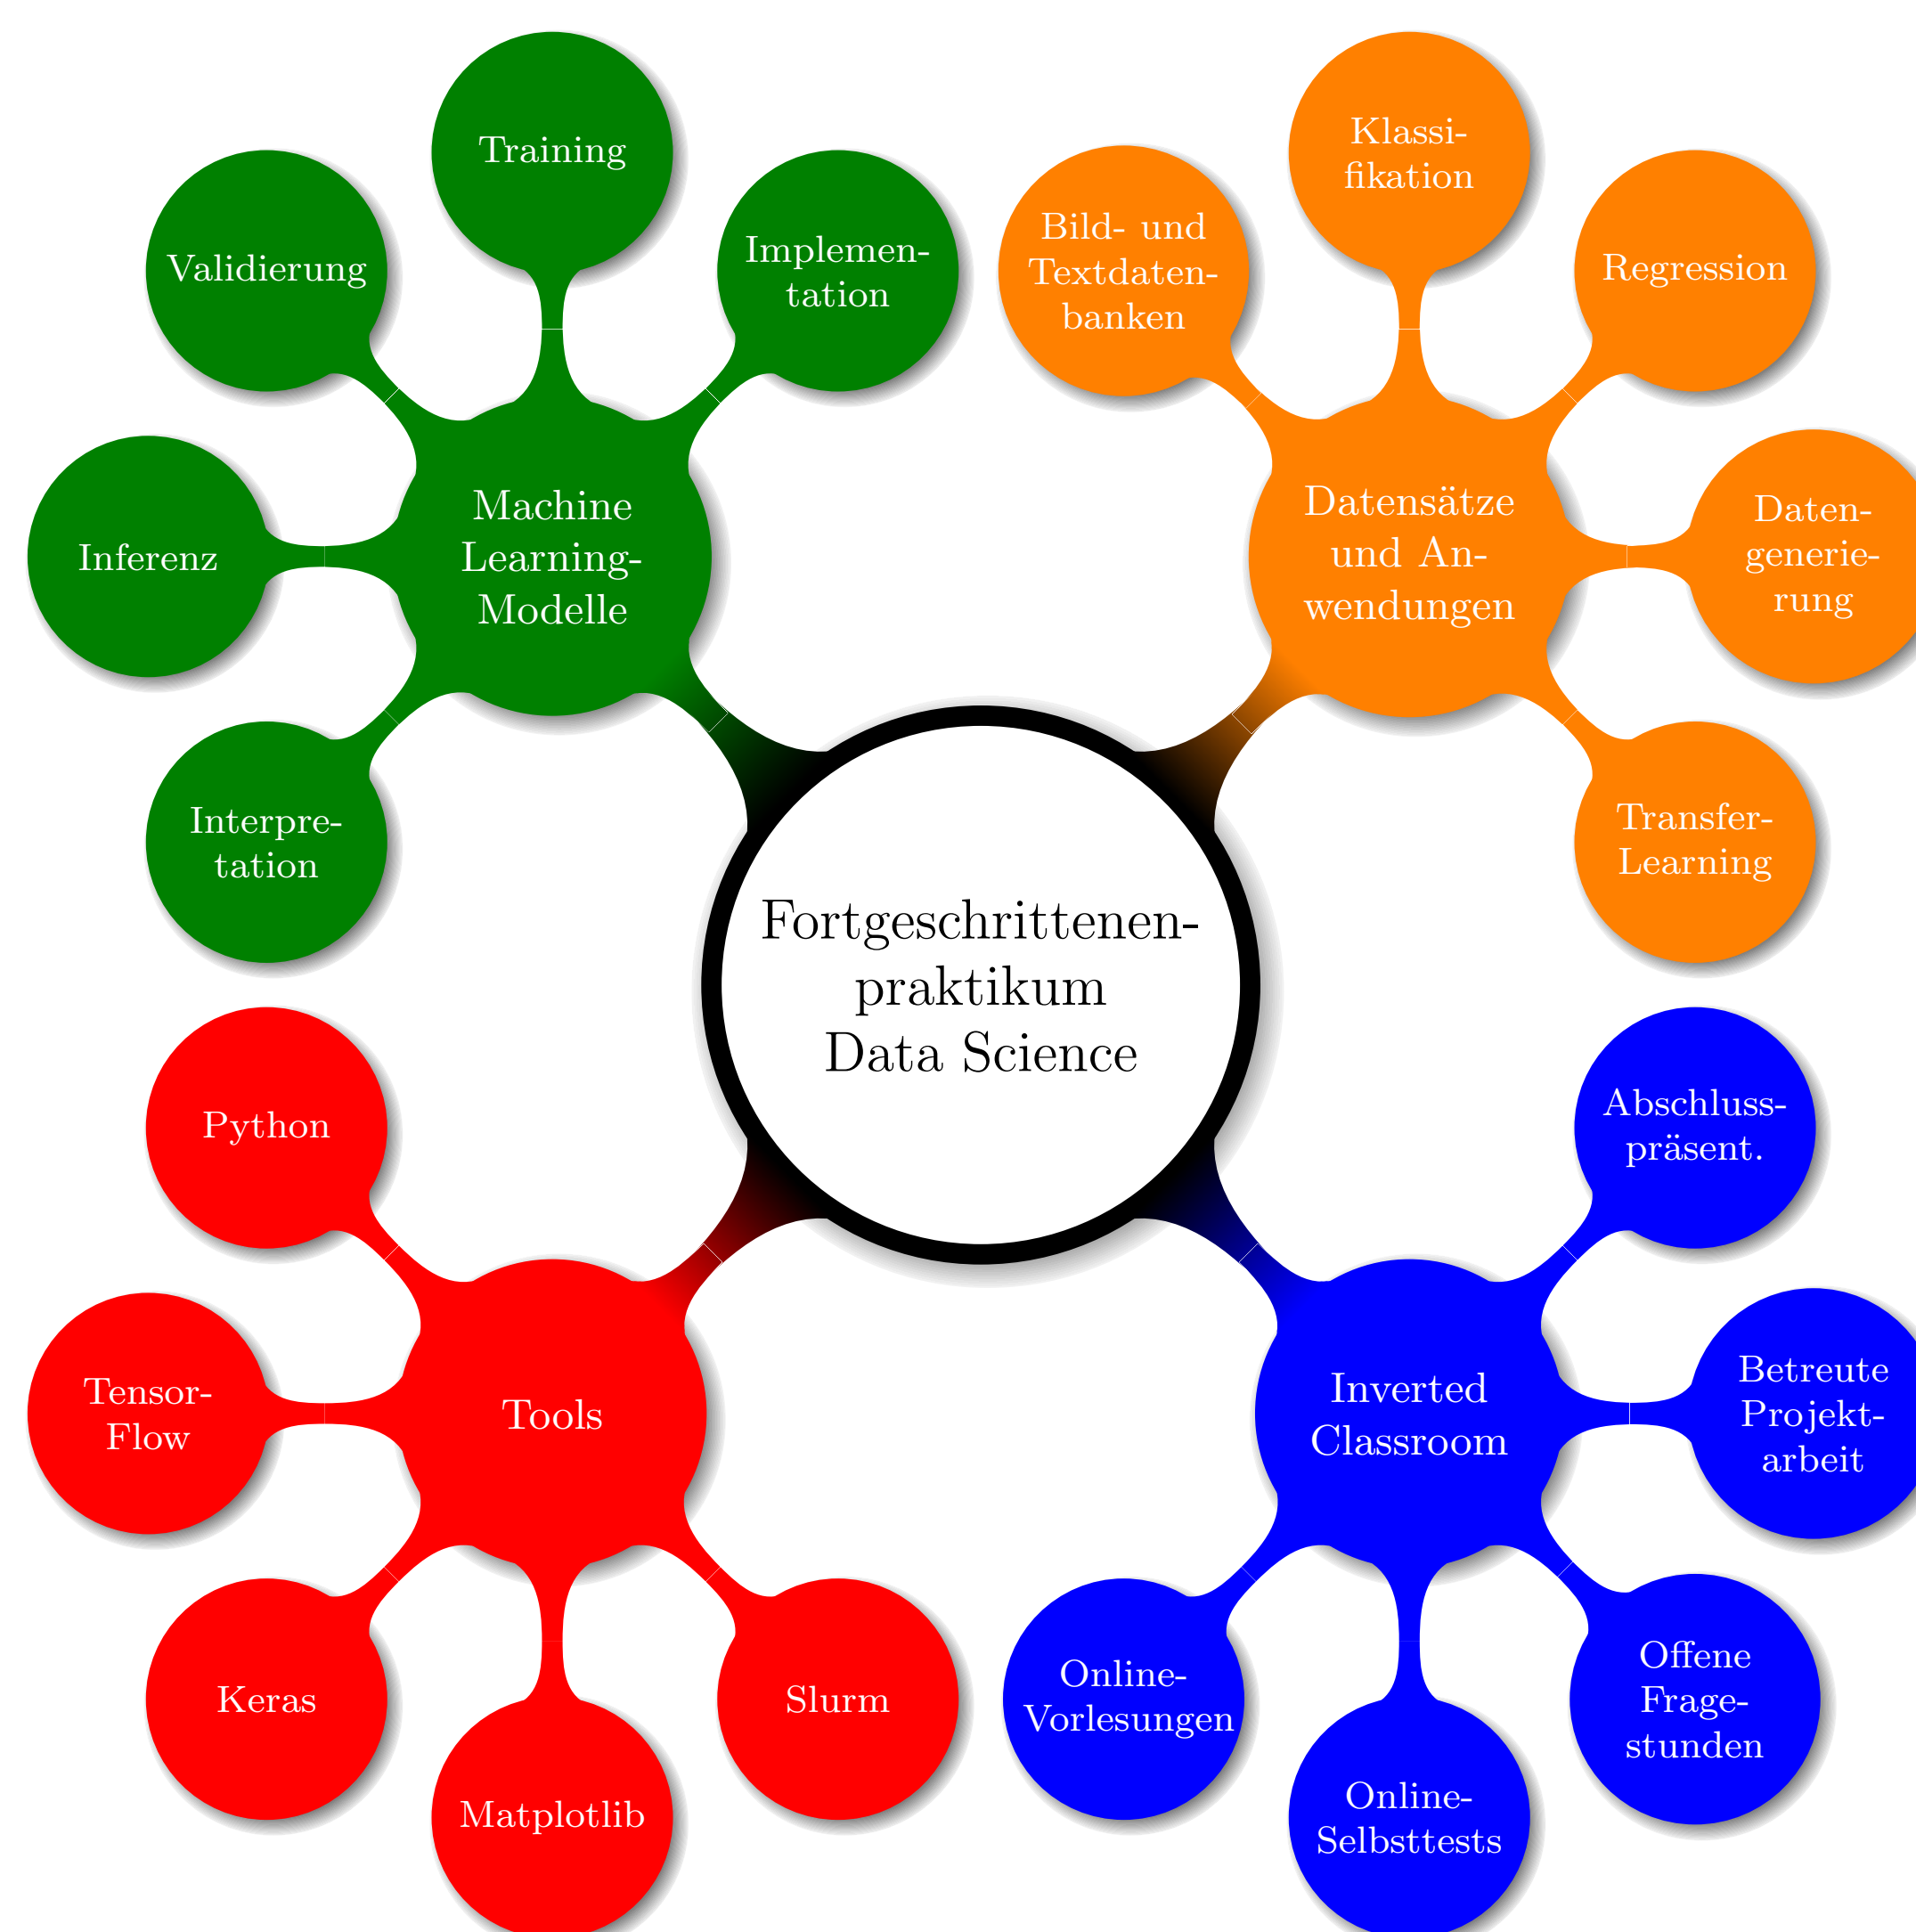 Training
Validierung
Implemen-
tation
Inferenz
Machine
Learning-
Modelle
Interpre-
tation
Klassi-
fikation
Bild- und
Textdaten-
banken
Regression
Datensätze
und An-
wendungen
Daten-
generie-
rung
Transfer-
Learning
Fortgeschrittenen-
praktikum
Data Science
Python
Tensor-
Flow
Tools
Keras
Matplotlib
Slurm
Abschluss-
präsent.
Inverted
Classroom
Betreute
Projekt-
arbeit
Online-
Vorlesungen
Online-
Selbsttests
Offene
Frage-
stunden